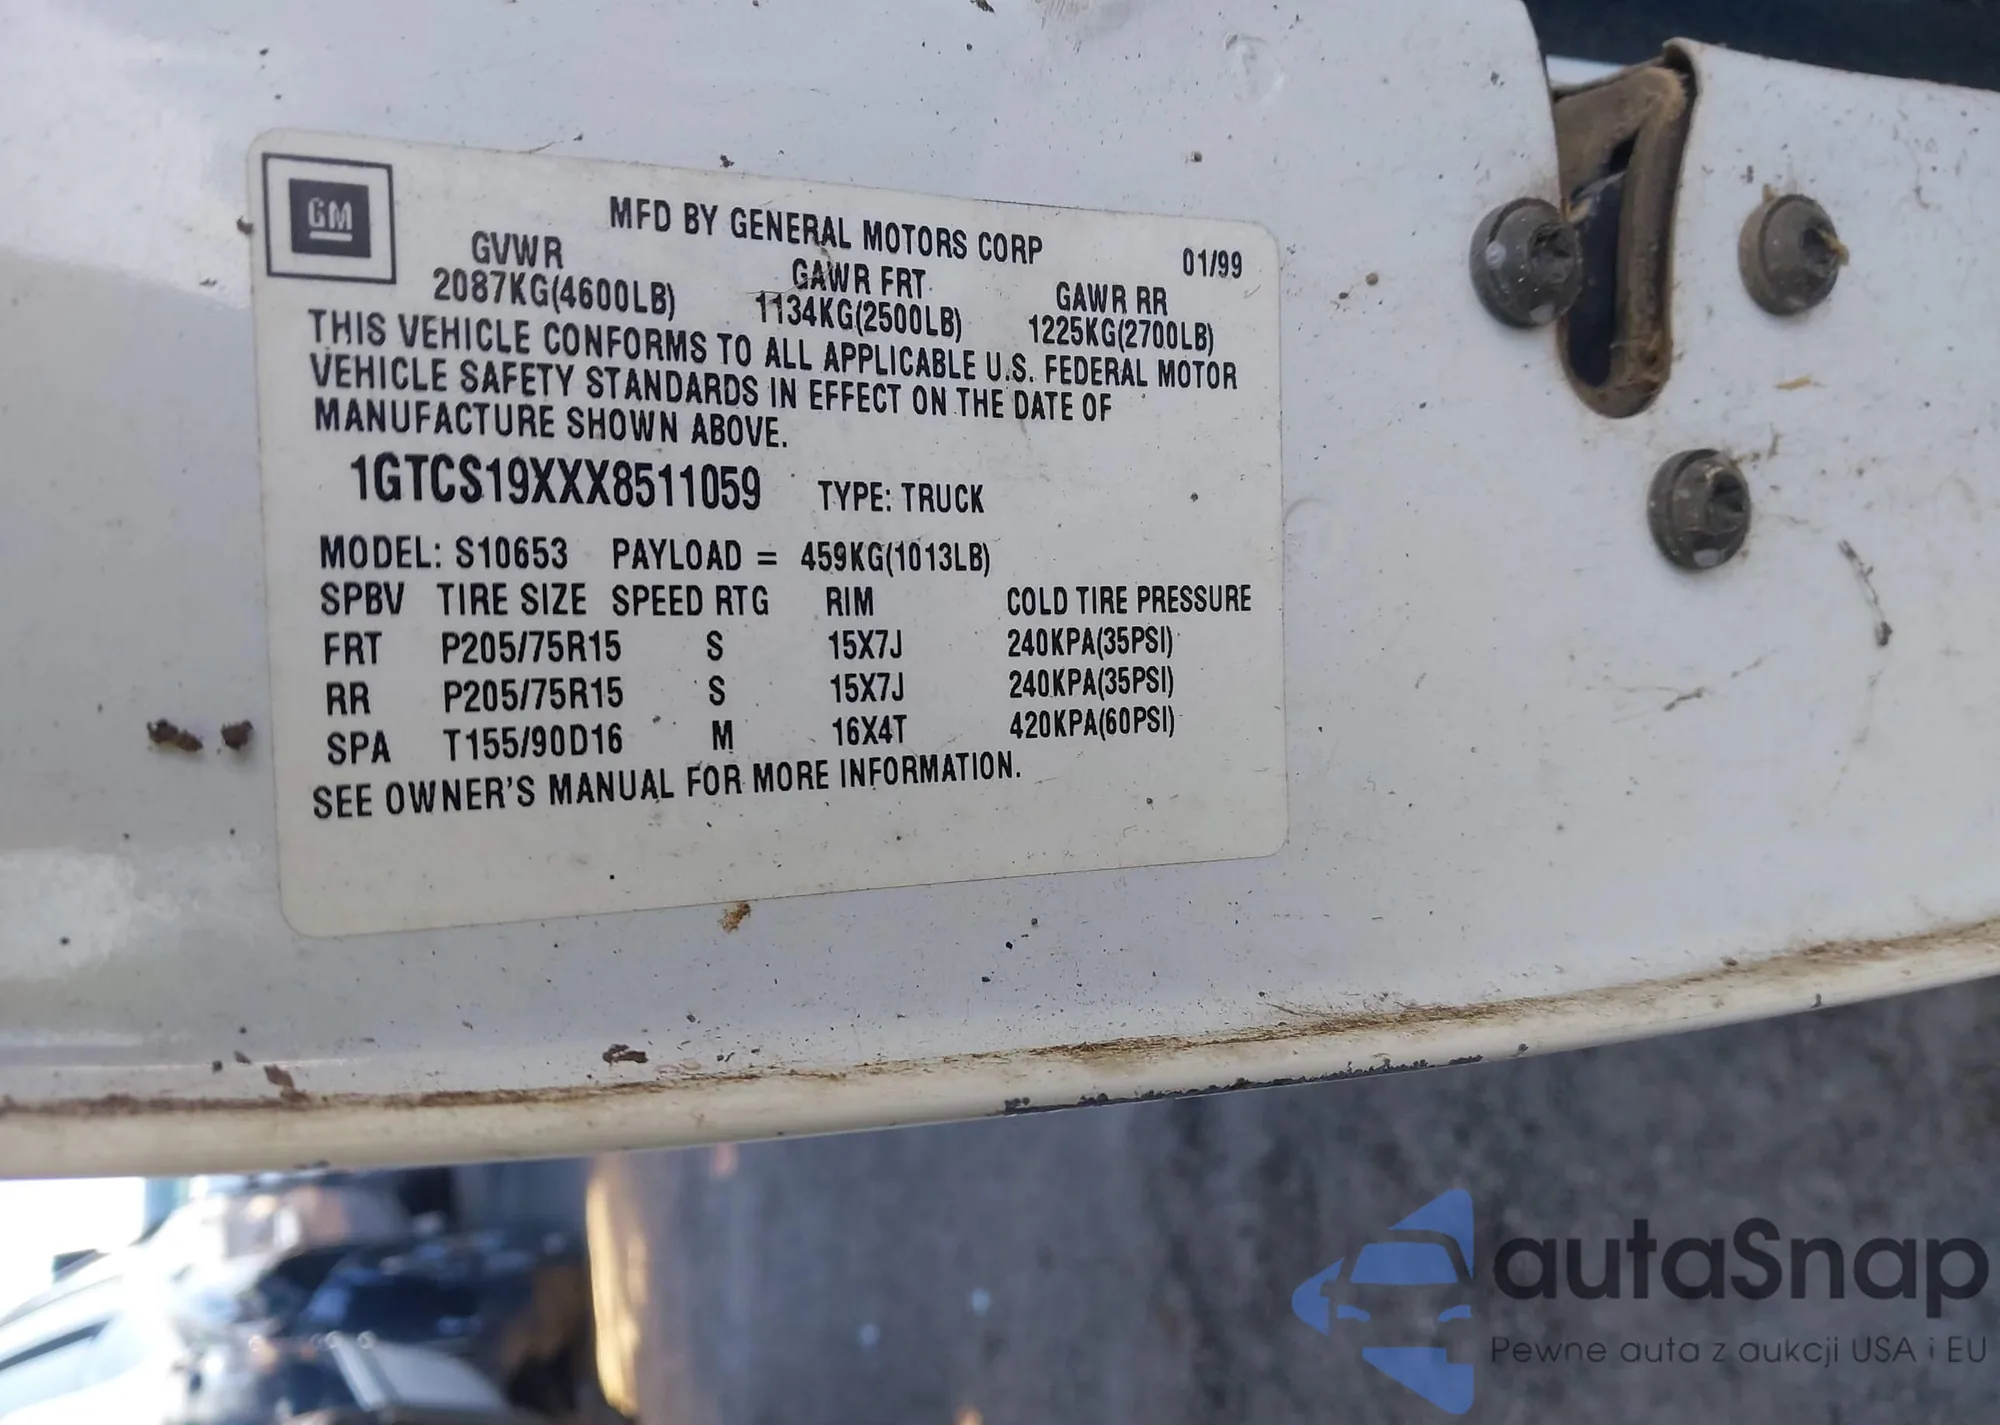 GM
MFD BY GENERAL MOTORS CORP 01/99
GVWR GAWR FRT GAWR RR
2087KG(4600LB) 1134KG(2500LB) 1225KG(2700LB)
THIS VEHICLE CONFORMS TO ALL APPLICABLE U.S. FEDERAL MOTOR
VEHICLE SAFETY STANDARDS IN EFFECT ON THE DATE OF
MANUFACTURE SHOWN ABOVE.
1GTCS19XXX8511059 TYPE: TRUCK
MODEL: S10653 PAYLOAD = 459KG(1013LB)
SPBV TIRE SIZE SPEED RTG RIM COLD TIRE PRESSURE
FRT P205/75R15 S 15X7J 240KPA(35PSI)
RR P205/75R15 S 15X7J 240KPA(35PSI)
SPA T155/90D16 M 16X4T 420KPA(60PSI)
SEE OWNER'S MANUAL FOR MORE INFORMATION.
autaSnap
Pewne auta z aukcji USA i EU